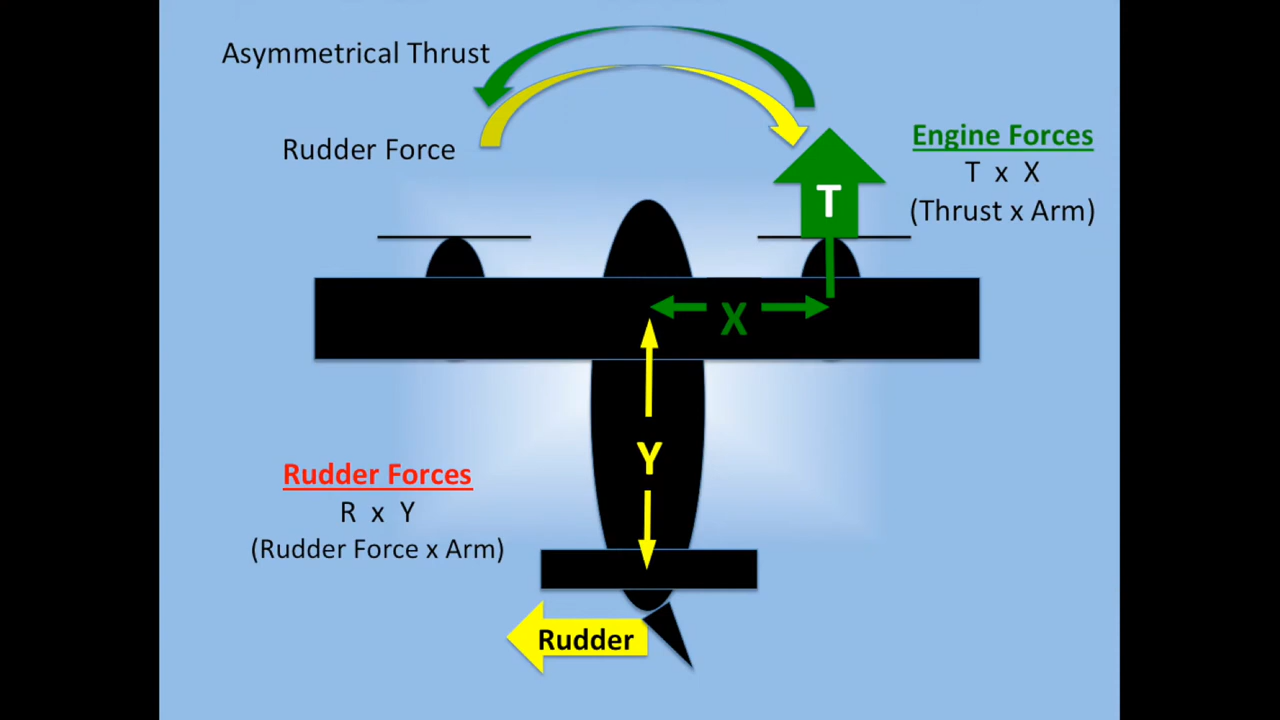 Asymmetrical Thrust
Rudder Force
Engine Forces
T x X
(Thrust x Arm)
T
X
Y
Rudder Forces
R x Y
(Rudder Force x Arm)
Rudder